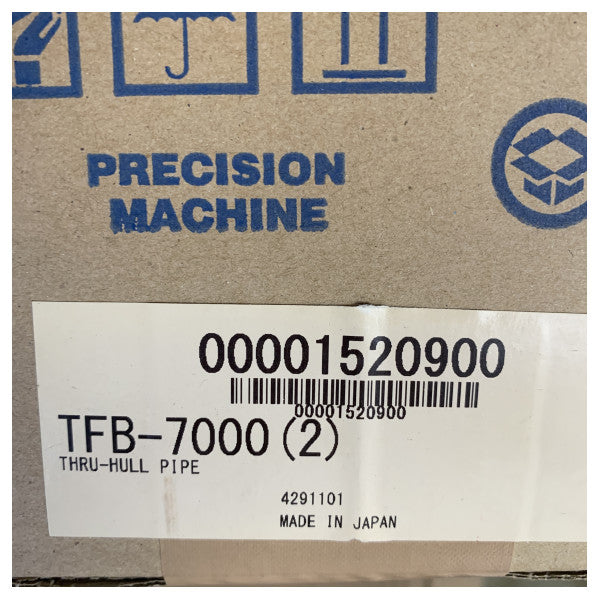 PRECISION
MACHINE
00001520900
00001520900
TFB-7000(2)
THRU-HULL PIPE
4291101
MADE IN JAPAN